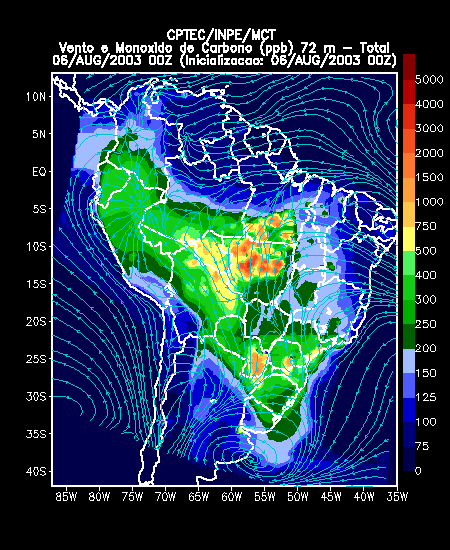 CPTEC/INPE/MCT
Vento e Monoxido de Carbono (ppb) 72 m – Total
06/AUG/2003 00Z (Inicializacao: 06/AUG/2003 00Z)
10N
5N
EQ
5S
10S
15S
20S
25S
30S
35S
40S
85W 80W 75W 70W 65W 60W 55W 50W 45W 40W 35W
5000
4000
3000
2000
1500
1000
750
500
400
300
250
200
150
125
100
75
0